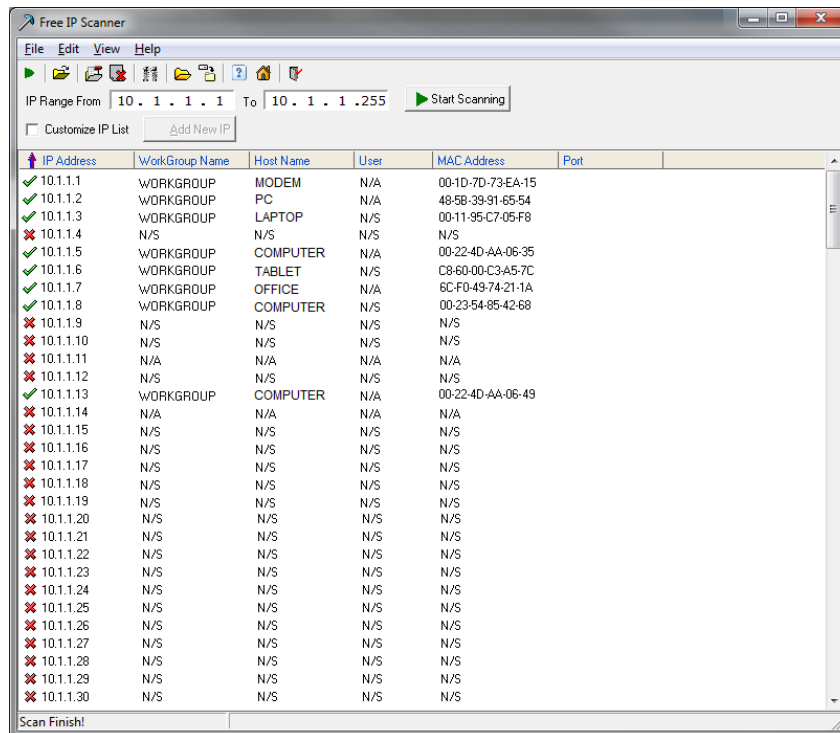 Free IP Scanner
File Edit View Help
IP Range From 10 . 1 . 1 . 1 To 10 . 1 . 1 .255 Start Scanning
Customize IP List Add New IP
IP Address WorkGroup Name Host Name User MAC Address Port
10.1.1.1 WORKGROUP MODEM N/A 00-1D-7D-73-EA-15
10.1.1.2 WORKGROUP PC N/A 48-5B-39-91-65-54
10.1.1.3 WORKGROUP LAPTOP N/S 00-11-95-C7-05-F8
10.1.1.4 N/S N/S N/S N/S
10.1.1.5 WORKGROUP COMPUTER N/A 00-22-4D-AA-06-35
10.1.1.6 WORKGROUP TABLET N/S C8-60-00-C3-A5-7C
10.1.1.7 WORKGROUP OFFICE N/A 6C-F0-49-74-21-1A
10.1.1.8 WORKGROUP COMPUTER N/S 00-23-54-85-42-68
10.1.1.9 N/S N/S N/S N/S
10.1.1.10 N/S N/S N/S N/S
10.1.1.11 N/A N/A N/A N/A
10.1.1.12 N/S N/S N/S N/S
10.1.1.13 WORKGROUP COMPUTER N/A 00-22-4D-AA-06-49
10.1.1.14 N/A N/A N/A N/A
10.1.1.15 N/S N/S N/S N/S
10.1.1.16 N/S N/S N/S N/S
10.1.1.17 N/S N/S N/S N/S
10.1.1.18 N/S N/S N/S N/S
10.1.1.19 N/S N/S N/S N/S
10.1.1.20 N/S N/S N/S N/S
10.1.1.21 N/S N/S N/S N/S
10.1.1.22 N/S N/S N/S N/S
10.1.1.23 N/S N/S N/S N/S
10.1.1.24 N/S N/S N/S N/S
10.1.1.25 N/S N/S N/S N/S
10.1.1.26 N/S N/S N/S N/S
10.1.1.27 N/S N/S N/S N/S
10.1.1.28 N/S N/S N/S N/S
10.1.1.29 N/S N/S N/S N/S
10.1.1.30 N/S N/S N/S N/S
Scan Finish!